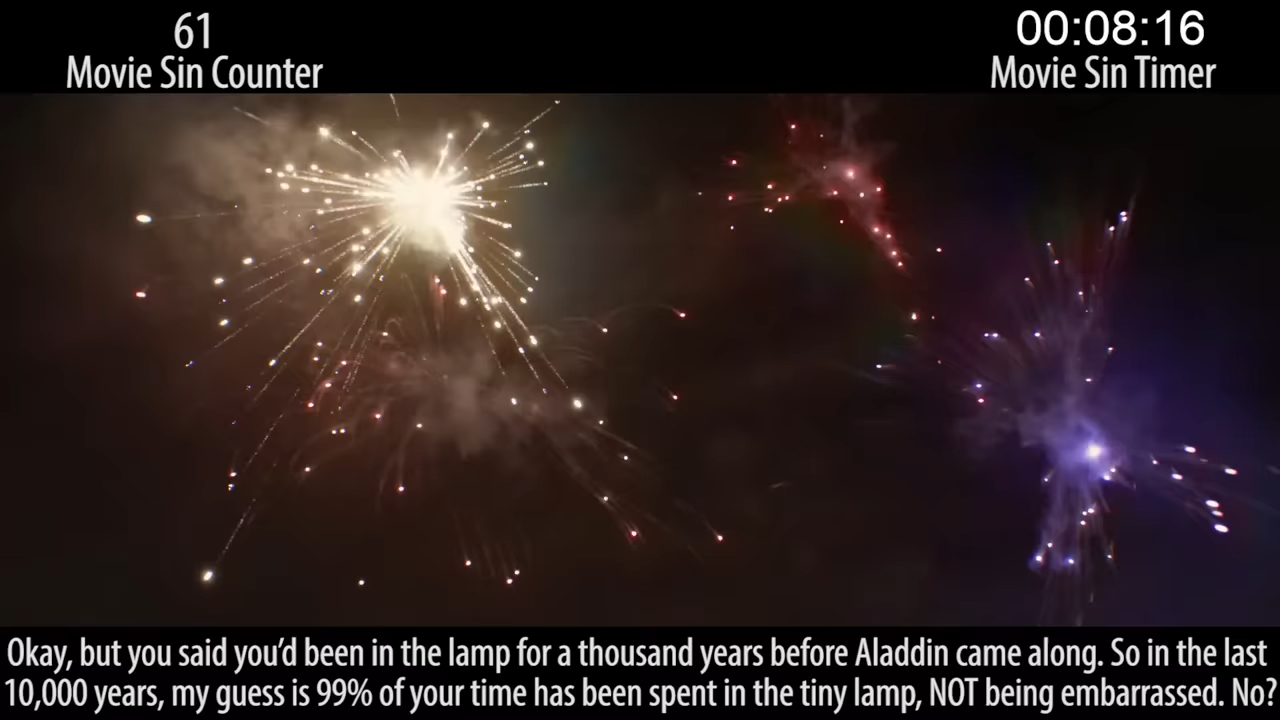 61
Movie Sin Counter
00:08:16
Movie Sin Timer
Okay, but you said you'd been in the lamp for a thousand years before Aladdin came along. So in the last
10,000 years, my guess is 99% of your time has been spent in the tiny lamp, NOT being embarrassed. No?